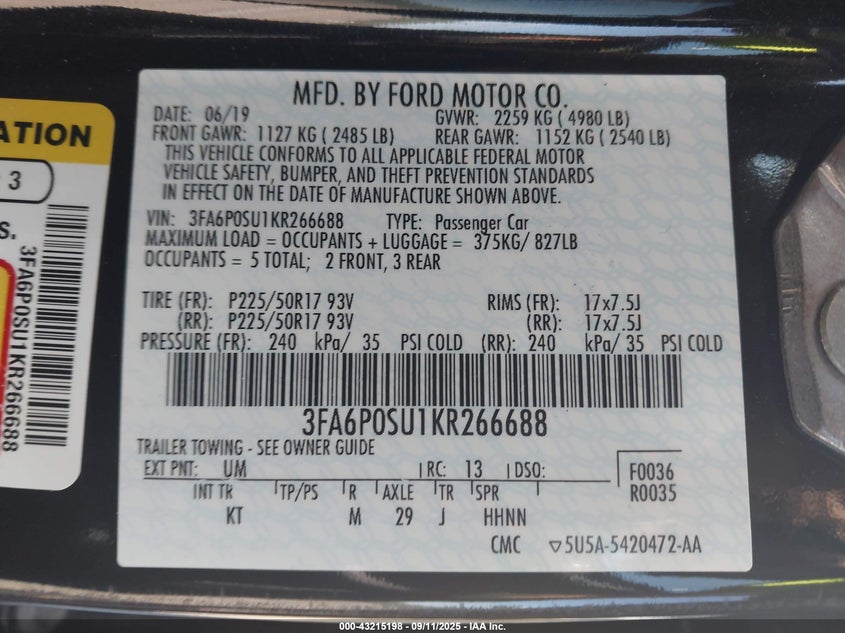 MFD. BY FORD MOTOR CO.
DATE: 06/19 GVWR: 2259 KG ( 4980 LB)
FRONT GAWR: 1127 KG ( 2485 LB) REAR GAWR: 1152 KG ( 2540 LB)
THIS VEHICLE CONFORMS TO ALL APPLICABLE FEDERAL MOTOR
VEHICLE SAFETY, BUMPER, AND THEFT PREVENTION STANDARDS
IN EFFECT ON THE DATE OF MANUFACTURE SHOWN ABOVE.
VIN: 3FA6P0SU1KR266688 TYPE: Passenger Car
MAXIMUM LOAD = OCCUPANTS + LUGGAGE = 375KG/ 827LB
OCCUPANTS = 5 TOTAL; 2 FRONT, 3 REAR
TIRE (FR): P225/50R17 93V RIMS (FR): 17x7.5J
(RR): P225/50R17 93V (RR): 17x7.5J
PRESSURE (FR): 240 kPa/ 35 PSI COLD (RR): 240 kPa/ 35 PSI COLD
3FA6P0SU1KR266688
TRAILER TOWING - SEE OWNER GUIDE
EXT PNT: UM RC: 13 DSO: F0036
R0035
INT TR TP/PS R AXLE TR SPR
KT M 29 J HHNN
CMC ▽5U5A-5420472-AA
ATION
3
S.
3FA6P0SU1KR266688
000-43215198 - 09/11/2025 - IAA Inc.